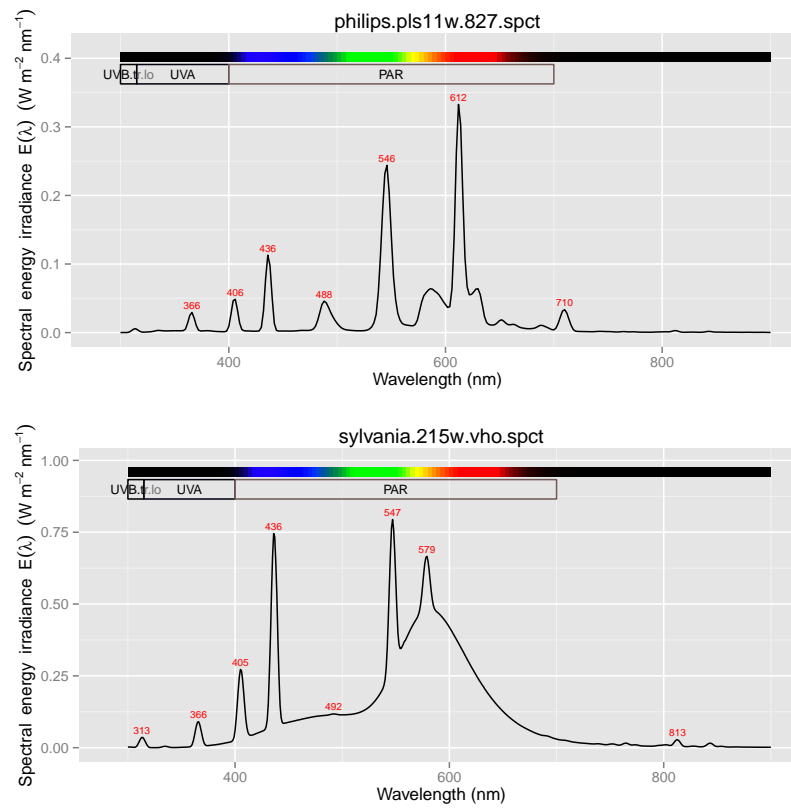 philips.pls11w.827.spct
Spectral energy irradiance E(λ) (W m⁻² nm⁻¹)
0.4
0.3
0.2
0.1
0.0
UVB.tr.lo UVA PAR
612
546
436
406
366
488
710
400 600 800
Wavelength (nm)
sylvania.215w.vho.spct
Spectral energy irradiance E(λ) (W m⁻² nm⁻¹)
1.00
0.75
0.50
0.25
0.00
UVB.tr.lo UVA PAR
547
436
579
405
366
313
492
813
400 600 800
Wavelength (nm)